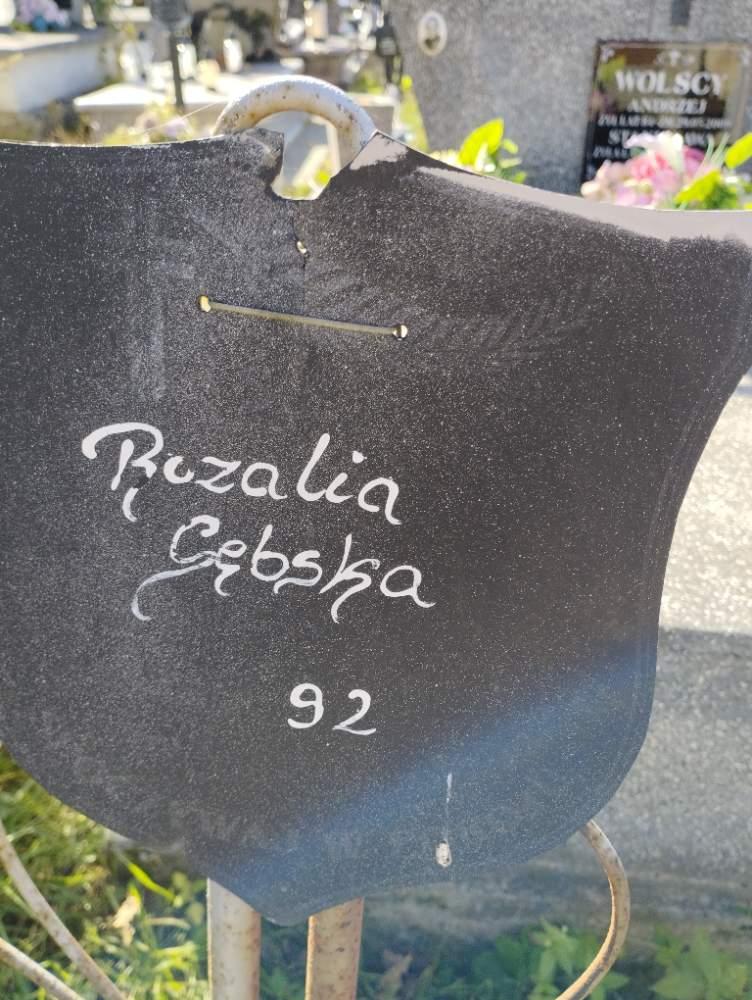 WOLSCY
ANDRZEJ
Rozalia
Gębska
92